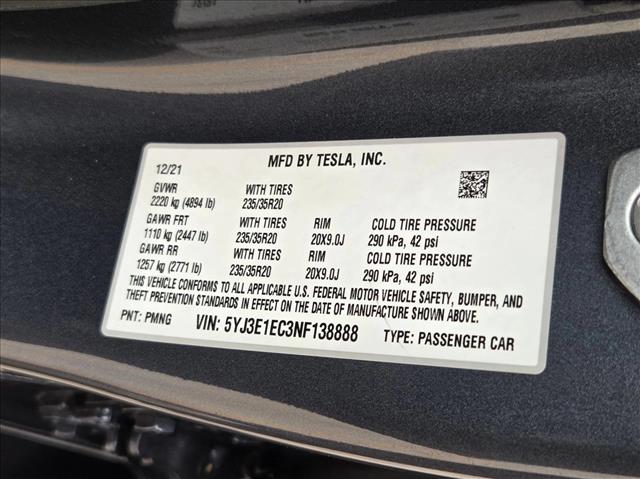 MFD BY TESLA, INC.
12/21
GVWR WITH TIRES
2220 kg (4894 lb) 235/35R20
GAWR FRT WITH TIRES RIM COLD TIRE PRESSURE
1110 kg (2447 lb) 235/35R20 20X9.0J 290 kPa, 42 psi
GAWR RR WITH TIRES RIM COLD TIRE PRESSURE
1257 kg (2771 lb) 235/35R20 20X9.0J 290 kPa, 42 psi
THIS VEHICLE CONFORMS TO ALL APPLICABLE U.S. FEDERAL MOTOR VEHICLE SAFETY, BUMPER, AND
THEFT PREVENTION STANDARDS IN EFFECT ON THE DATE OF MANUFACTURE SHOWN ABOVE.
PNT: PMNG VIN: 5YJ3E1EC3NF138888 TYPE: PASSENGER CAR